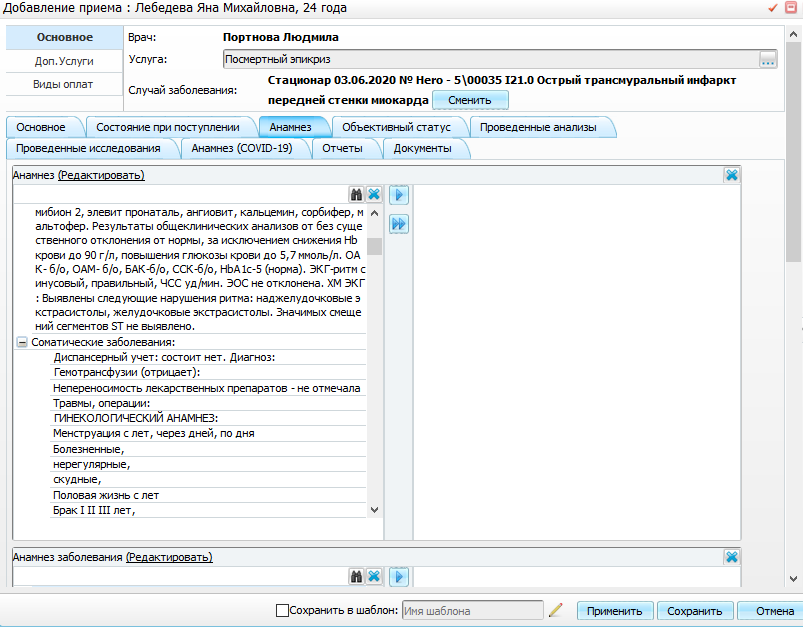 Добавление приема : Лебедева Яна Михайловна, 24 года
Основное
Доп.Услуги
Виды оплат
Врач: Портнова Людмила
Услуга: Посмертный эпикриз ...
Случай заболевания: Стационар 03.06.2020 № Hero - 5\00035 I21.0 Острый трансмуральный инфаркт
передней стенки миокарда Сменить
Основное Состояние при поступлении Анамнез Объективный статус Проведенные анализы
Проведенные исследования Анамнез (COVID-19) Отчеты Документы
Анамнез (Редактировать)
мибион 2, элевит пронаталь, ангиовит, кальцемин, сорбифер, м
альтофер. Результаты общеклинических анализов от без суще
ственного отклонения от нормы, за исключением снижения Hb
крови до 90 г/л, повышения глюкозы крови до 5,7 ммоль/л. ОА
К- б/о, ОАМ- б/о, БАК-б/о, ССК-б/о, HbA1c-5 (норма). ЭКГ-ритм с
инусовый, правильный, ЧСС уд/мин. ЭОС не отклонена. ХМ ЭКГ
: Выявлены следующие нарушения ритма: наджелудочковые э
кстрасистолы, желудочковые экстрасистолы. Значимых смеще
ний сегментов ST не выявлено.
Соматические заболевания:
Диспансерный учет: состоит нет. Диагноз:
Гемотрансфузии (отрицает):
Непереносимость лекарственных препаратов - не отмечала
Травмы, операции:
ГИНЕКОЛОГИЧЕСКИЙ АНАМНЕЗ:
Менструация с лет, через дней, по дня
Болезненные,
нерегулярные,
скудные,
Половая жизнь с лет
Брак I II III лет,
Анамнез заболевания (Редактировать)
Сохранить в шаблон: Имя шаблона Применить Сохранить Отмена